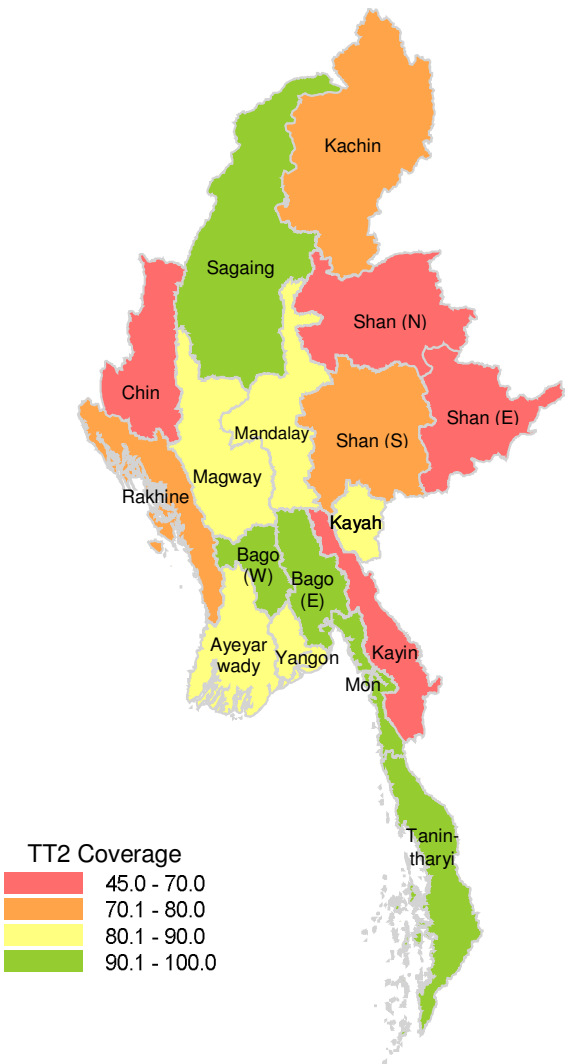 Kachin
Sagaing
Shan (N)
Chin
Shan (E)
Mandalay
Shan (S)
Magway
Rakhine
Kayah
Bago
(W)
Bago
(E)
Ayeyar
wady
Yangon
Kayin
Mon
Tanin-
tharyi
TT2 Coverage
45.0 - 70.0
70.1 - 80.0
80.1 - 90.0
90.1 - 100.0